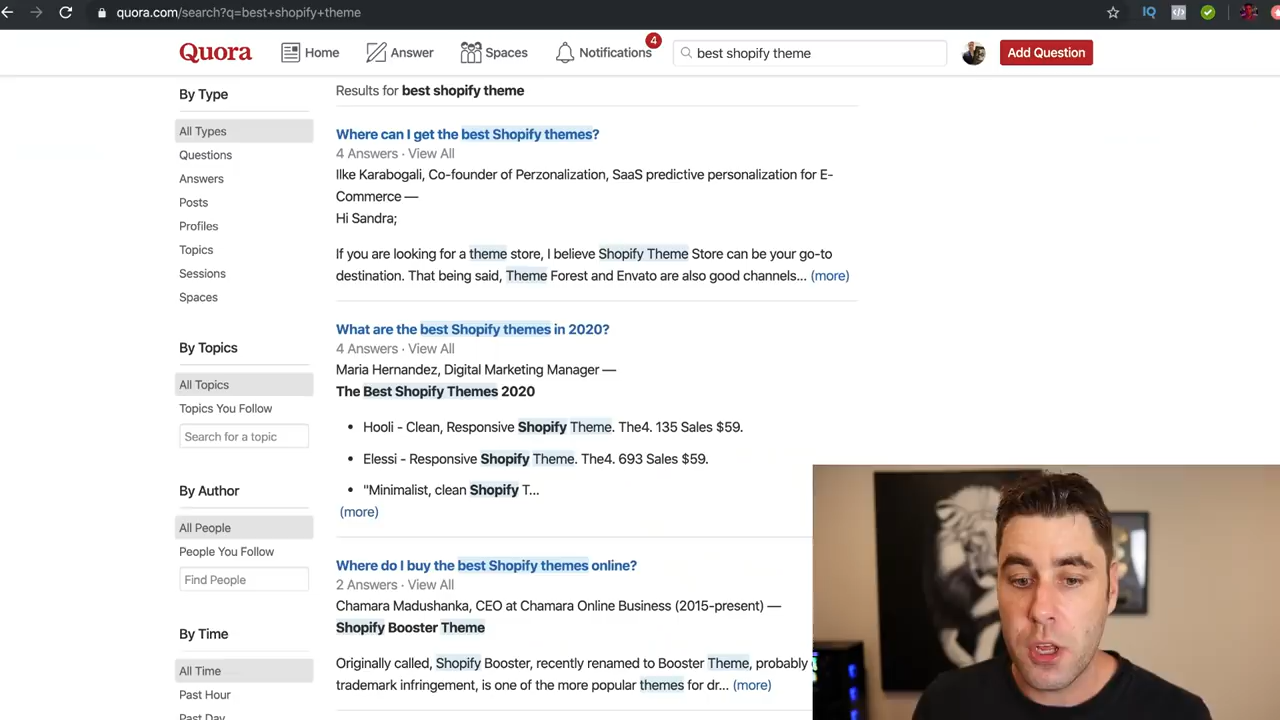 quora.com/search?q=best+shopify+theme
Quora
Home
Answer
Spaces
Notifications
4
best shopify theme
Add Question
By Type
All Types
Questions
Answers
Posts
Profiles
Topics
Sessions
Spaces
By Topics
All Topics
Topics You Follow
Search for a topic
By Author
All People
People You Follow
Find People
By Time
All Time
Past Hour
Past Day
Results for best shopify theme
Where can I get the best Shopify themes?
4 Answers · View All
Ilke Karabogali, Co-founder of Perzonalization, SaaS predictive personalization for E-
Commerce —
Hi Sandra;
If you are looking for a theme store, I believe Shopify Theme Store can be your go-to
destination. That being said, Theme Forest and Envato are also good channels... (more)
What are the best Shopify themes in 2020?
4 Answers · View All
Maria Hernandez, Digital Marketing Manager —
The Best Shopify Themes 2020
• Hooli - Clean, Responsive Shopify Theme. The4. 135 Sales $59.
• Elessi - Responsive Shopify Theme. The4. 693 Sales $59.
• "Minimalist, clean Shopify T...
(more)
Where do I buy the best Shopify themes online?
2 Answers · View All
Chamara Madushanka, CEO at Chamara Online Business (2015-present) —
Shopify Booster Theme
Originally called, Shopify Booster, recently renamed to Booster Theme, probably
trademark infringement, is one of the more popular themes for dr... (more)